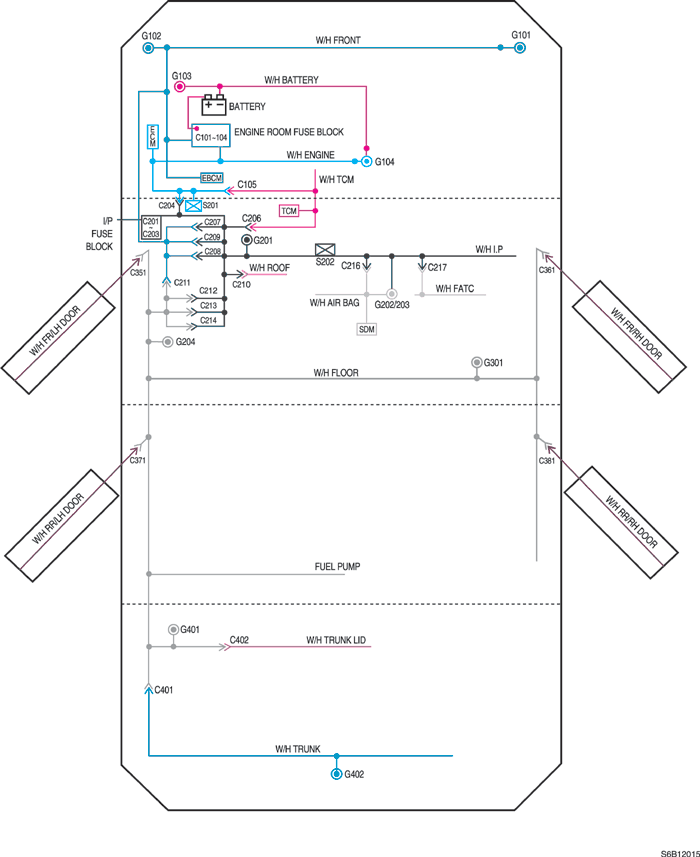 G102
W/H FRONT
G101
G103
W/H BATTERY
BATTERY
ECM
C101~104
ENGINE ROOM FUSE BLOCK
W/H ENGINE
G104
EBCM
C105
W/H TCM
C204
S201
TCM
I/P
FUSE
BLOCK
C201
~
C203
C207
C206
C209
G201
C208
S202
W/H I.P
C351
C216
C217
C361
W/H ROOF
C210
C211
C212
W/H AIR BAG
G202/203
W/H FATC
C213
C214
SDM
W/H FR/LH DOOR
W/H FR/RH DOOR
G204
G301
W/H FLOOR
C371
C381
W/H RR/LH DOOR
W/H RR/RH DOOR
FUEL PUMP
G401
C402
W/H TRUNK LID
C401
W/H TRUNK
G402
S6B12015